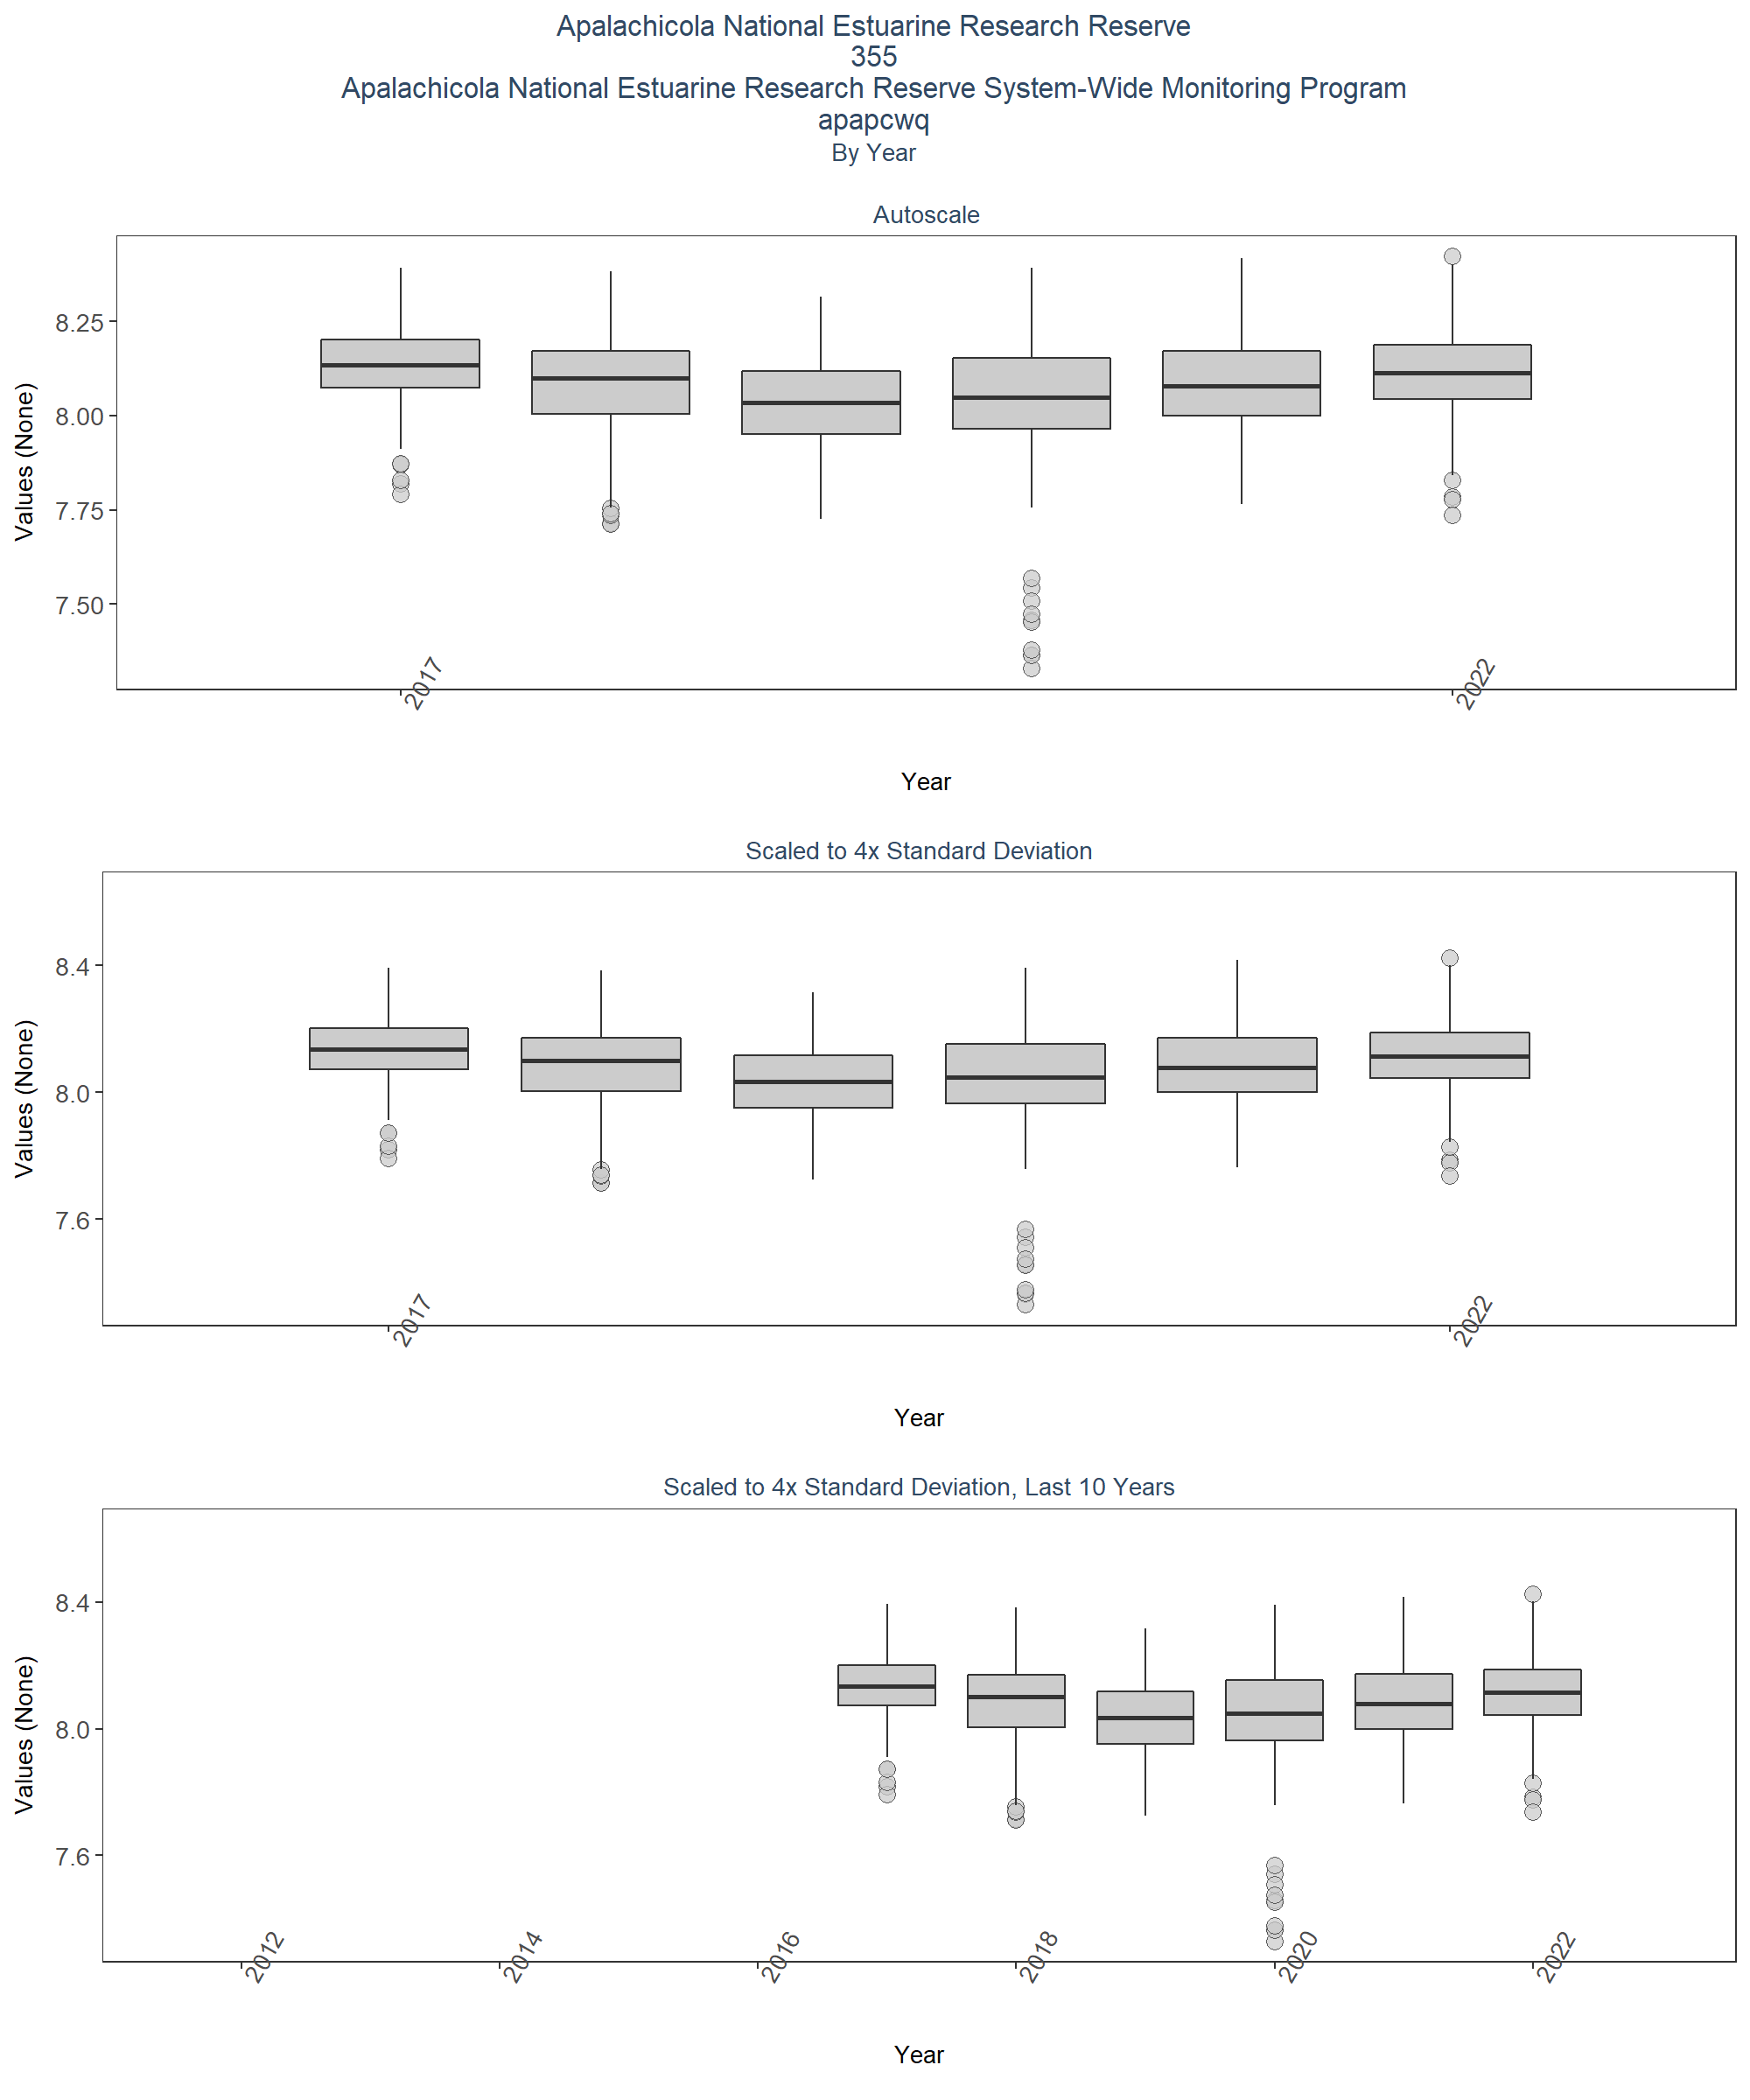 Apalachicola National Estuarine Research Reserve
355
Apalachicola National Estuarine Research Reserve System-Wide Monitoring Program
apapcwq
By Year
Autoscale
Values (None)
8.25
8.00
7.75
7.50
2017
2022
Year
Scaled to 4x Standard Deviation
Values (None)
8.4
8.0
7.6
2017
2022
Year
Scaled to 4x Standard Deviation, Last 10 Years
Values (None)
8.4
8.0
7.6
2012
2014
2016
2018
2020
2022
Year